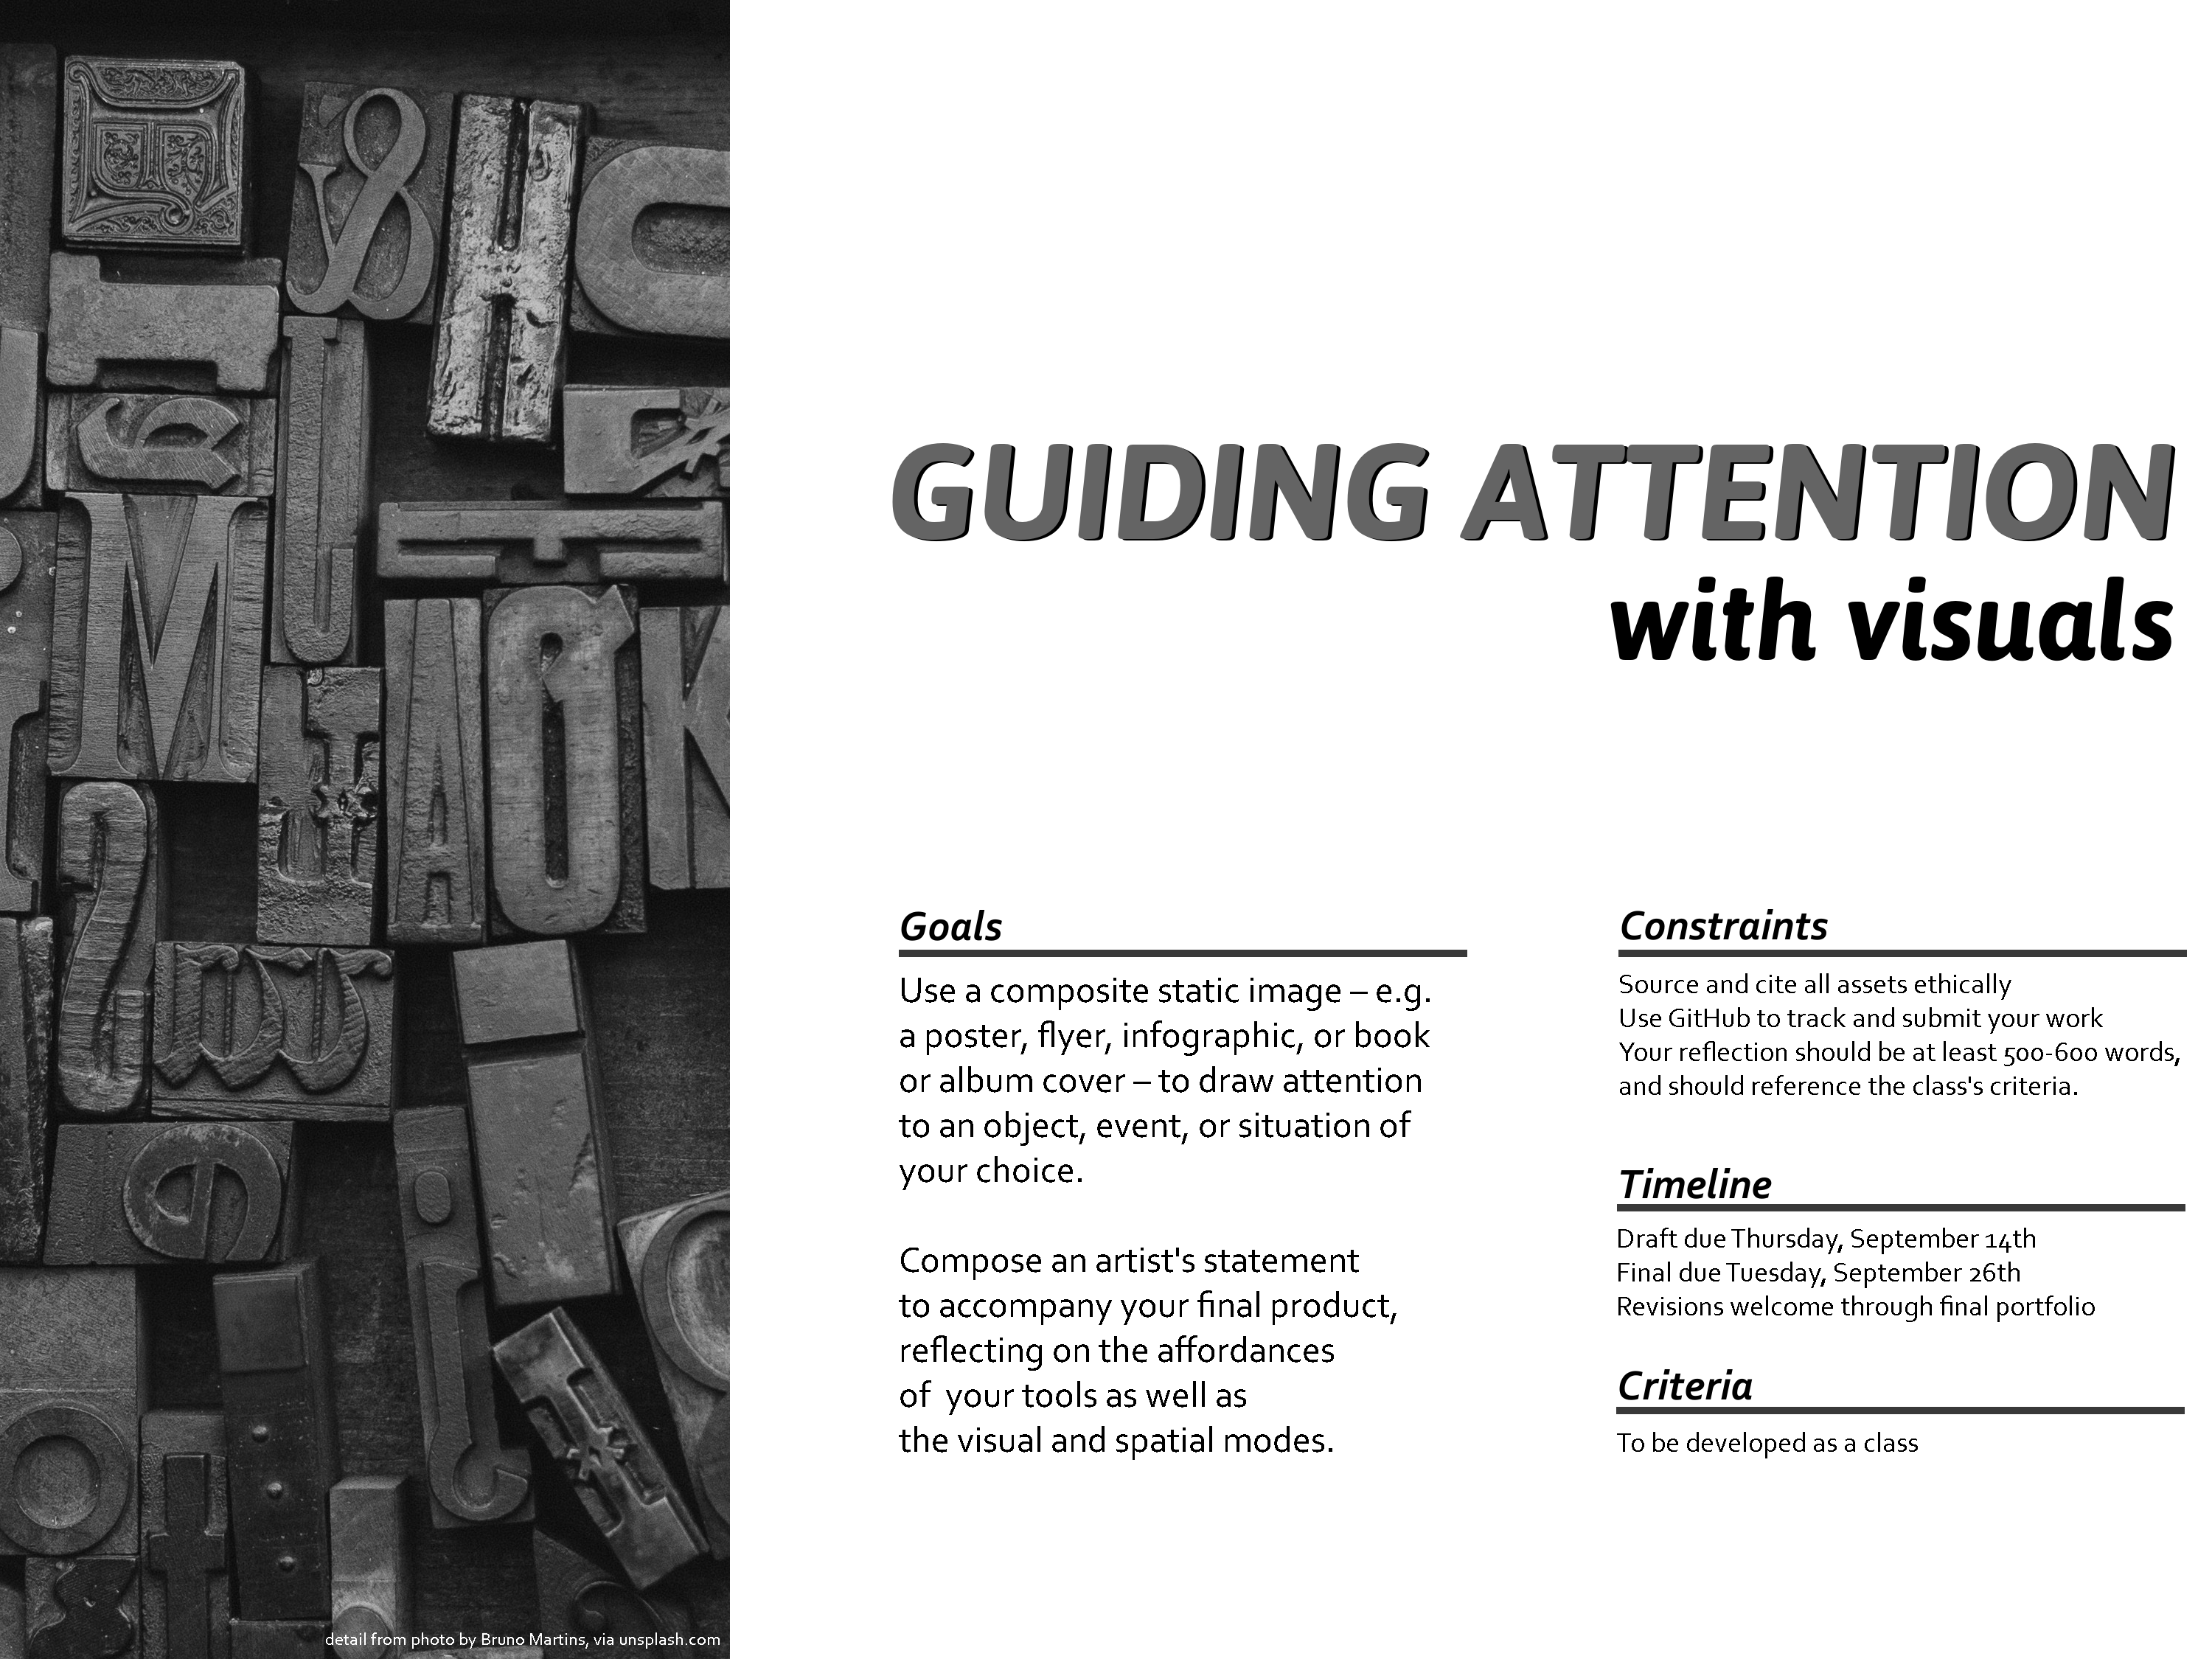 GUIDING ATTENTION
with visuals
Goals
Use a composite static image – e.g.
a poster, flyer, infographic, or book
or album cover – to draw attention
to an object, event, or situation of
your choice.
Compose an artist's statement
to accompany your final product,
reflecting on the affordances
of  your tools as well as
the visual and spatial modes.
Constraints
Source and cite all assets ethically
Use GitHub to track and submit your work
Your reflection should be at least 500-600 words,
and should reference the class's criteria.
Timeline
Draft due Thursday, September 14th
Final due Tuesday, September 26th
Revisions welcome through final portfolio
Criteria
To be developed as a class
detail from photo by Bruno Martins, via unsplash.com